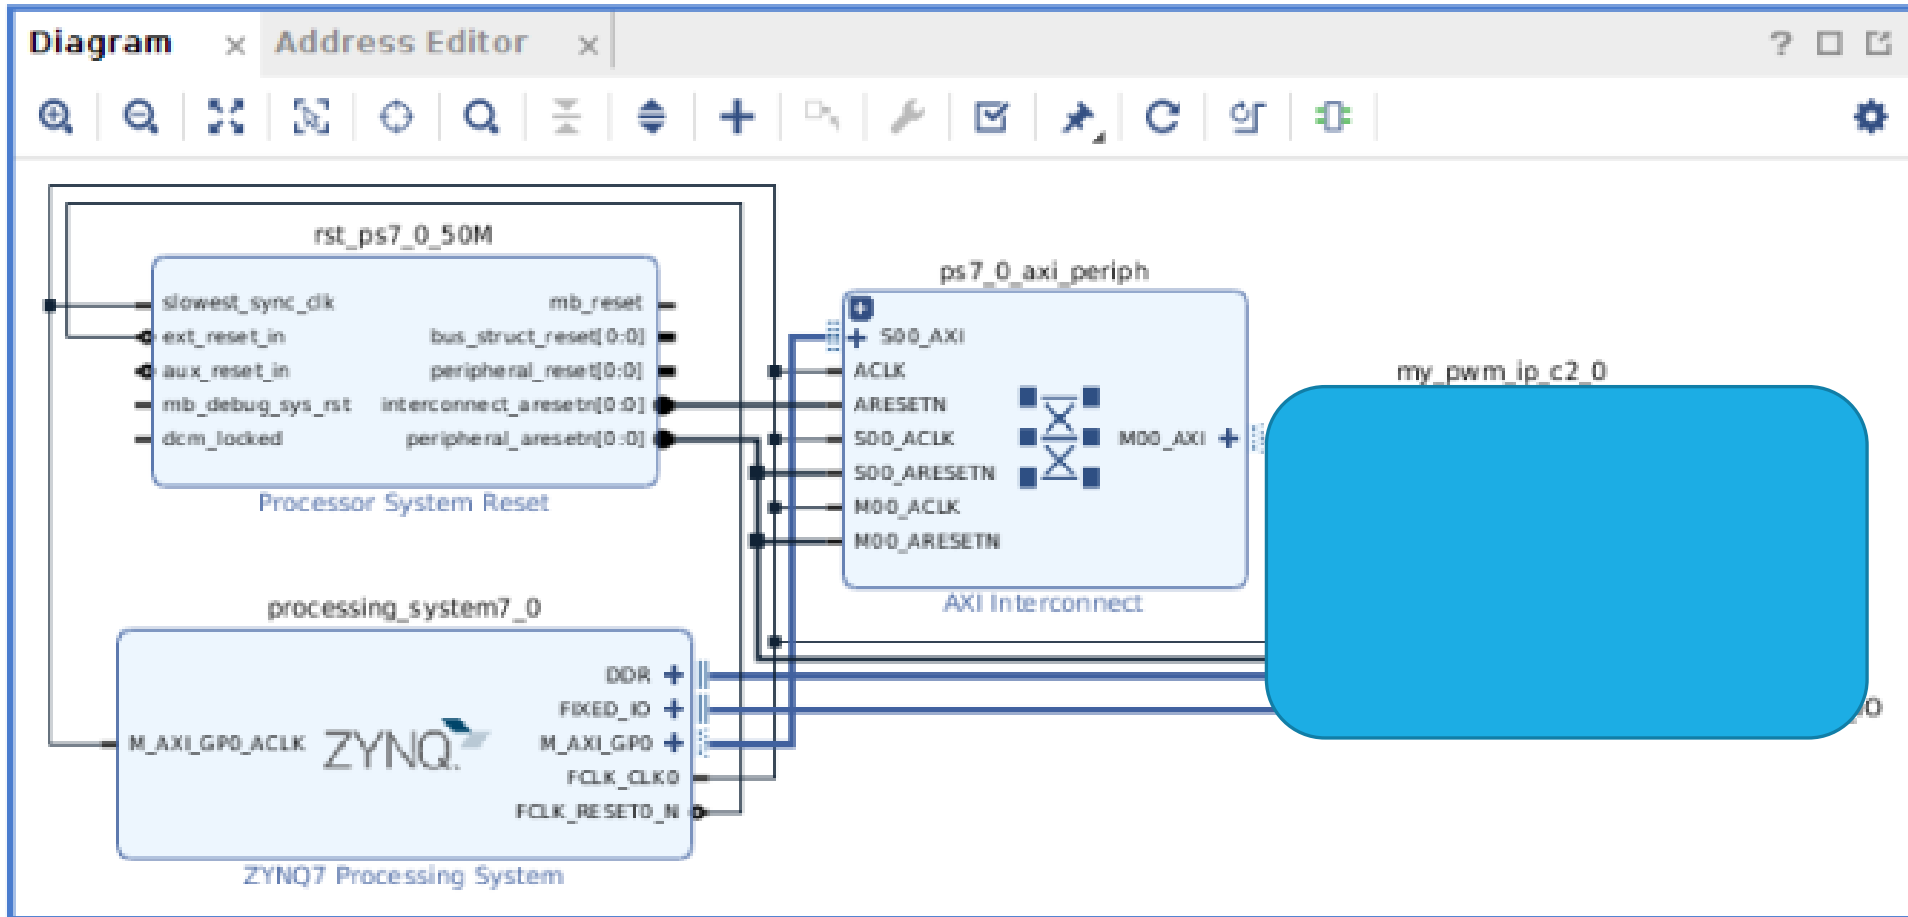 Diagram × Address Editor ×
?
rst_ps7_0_50M
slowest_sync_clk mb_reset
ext_reset_in bus_struct_reset[0:0]
aux_reset_in peripheral_reset[0:0]
mb_debug_sys_rst interconnect_aresetn[0:0]
dcm_locked peripheral_aresetn[0:0]
Processor System Reset
ps7_0_axi_periph
S00_AXI
ACLK
ARESETN
S00_ACLK M00_AXI
S00_ARESETN
M00_ACLK
M00_ARESETN
AXI Interconnect
my_pwm_ip_c2_0
processing_system7_0
DDR
FIXED_IO
M_AXI_GP0_ACLK ZYNQ M_AXI_GP0
FCLK_CLK0
FCLK_RESET0_N
ZYNQ7 Processing System